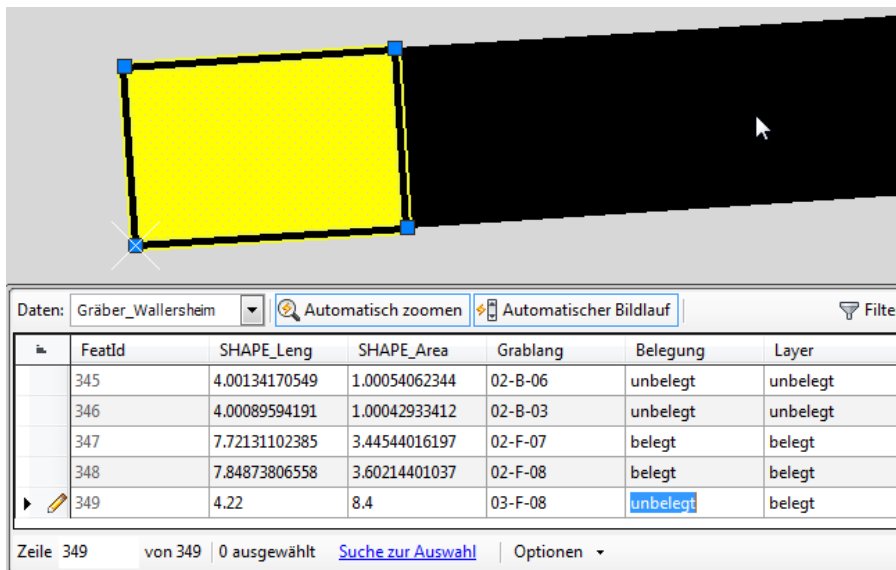 Daten: Gräber_Wallersheim Automatisch zoomen Automatischer Bildlauf Filte
FeatId SHAPE_Leng SHAPE_Area Grablang Belegung Layer
345 4.00134170549 1.00054062344 02-B-06 unbelegt unbelegt
346 4.00089594191 1.00042933412 02-B-03 unbelegt unbelegt
347 7.72131102385 3.44544016197 02-F-07 belegt belegt
348 7.84873806558 3.60214401037 02-F-08 belegt belegt
349 4.22 8.4 03-F-08 unbelegt belegt
Zeile 349 von 349 0 ausgewählt Suche zur Auswahl Optionen